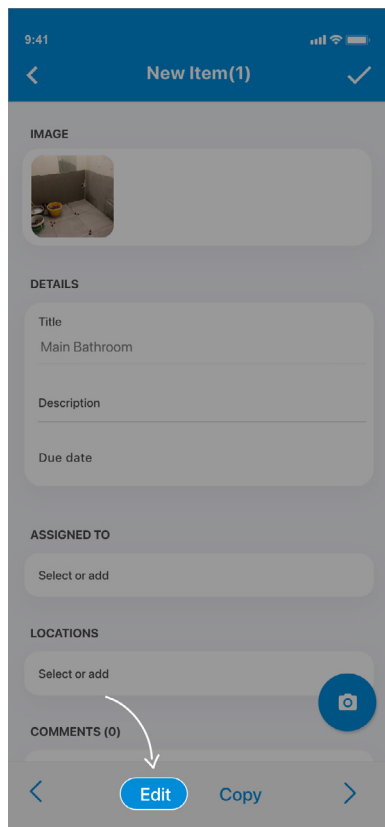 9:41
New Item(1)
IMAGE
DETAILS
Title
Main Bathroom
Description
Due date
ASSIGNED TO
Select or add
LOCATIONS
Select or add
COMMENTS (0)
Edit Copy